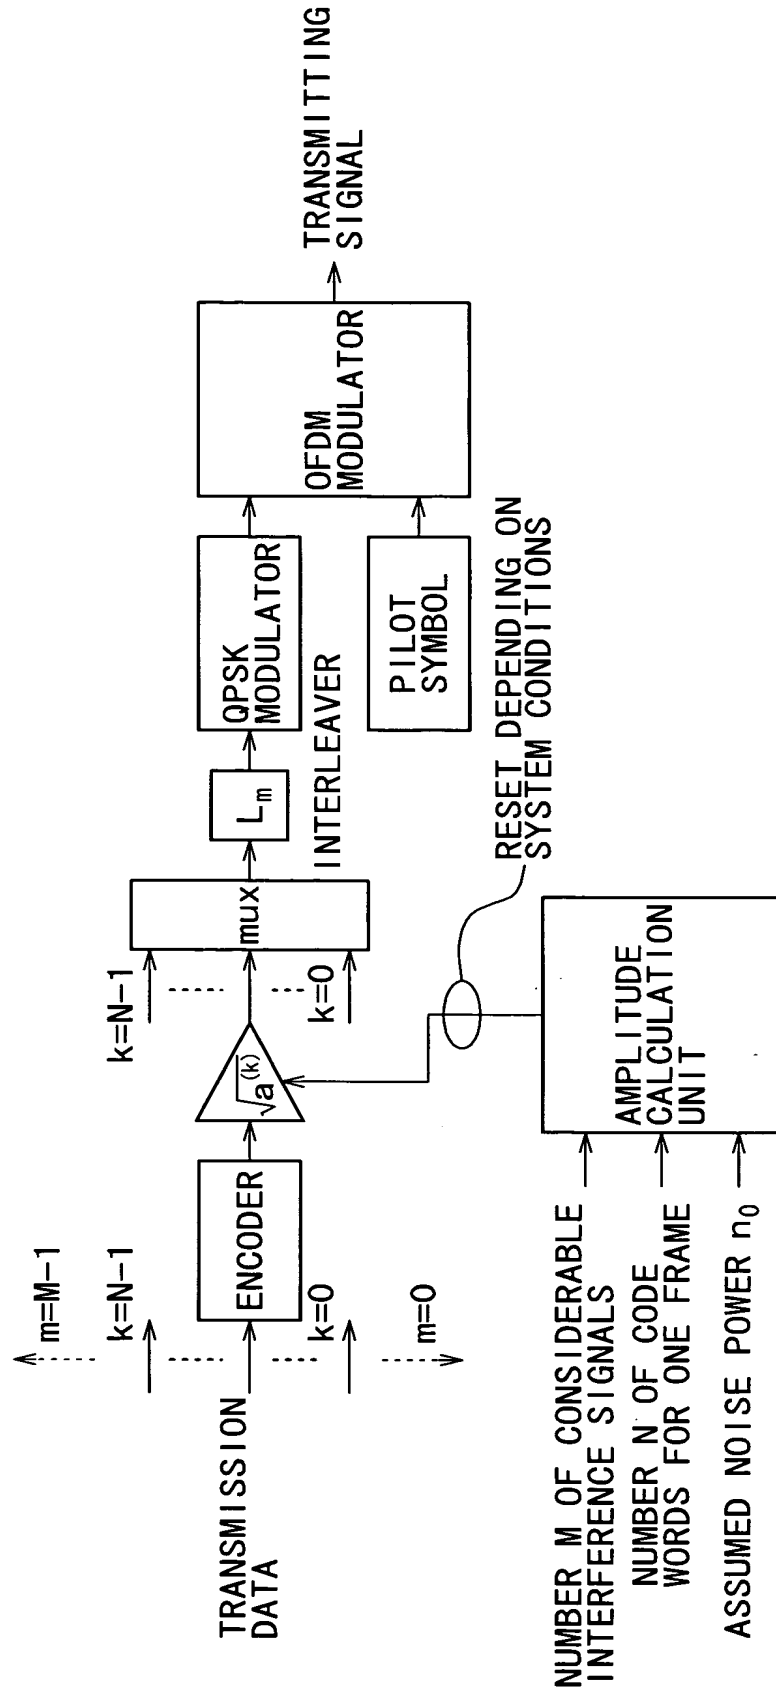 m=M-1
k=N-1
TRANSMISSION
DATA
ENCODER
k=0
m=0
√a(k)
k=N-1
mux
k=0
Lm
INTERLEAVER
QPSK
MODULATOR
PILOT
SYMBOL
OFDM
MODULATOR
TRANSMITTING
SIGNAL
RESET DEPENDING ON
SYSTEM CONDITIONS
NUMBER M OF CONSIDERABLE
INTERFERENCE SIGNALS
NUMBER N OF CODE
WORDS FOR ONE FRAME
ASSUMED NOISE POWER n0
AMPLITUDE
CALCULATION
UNIT